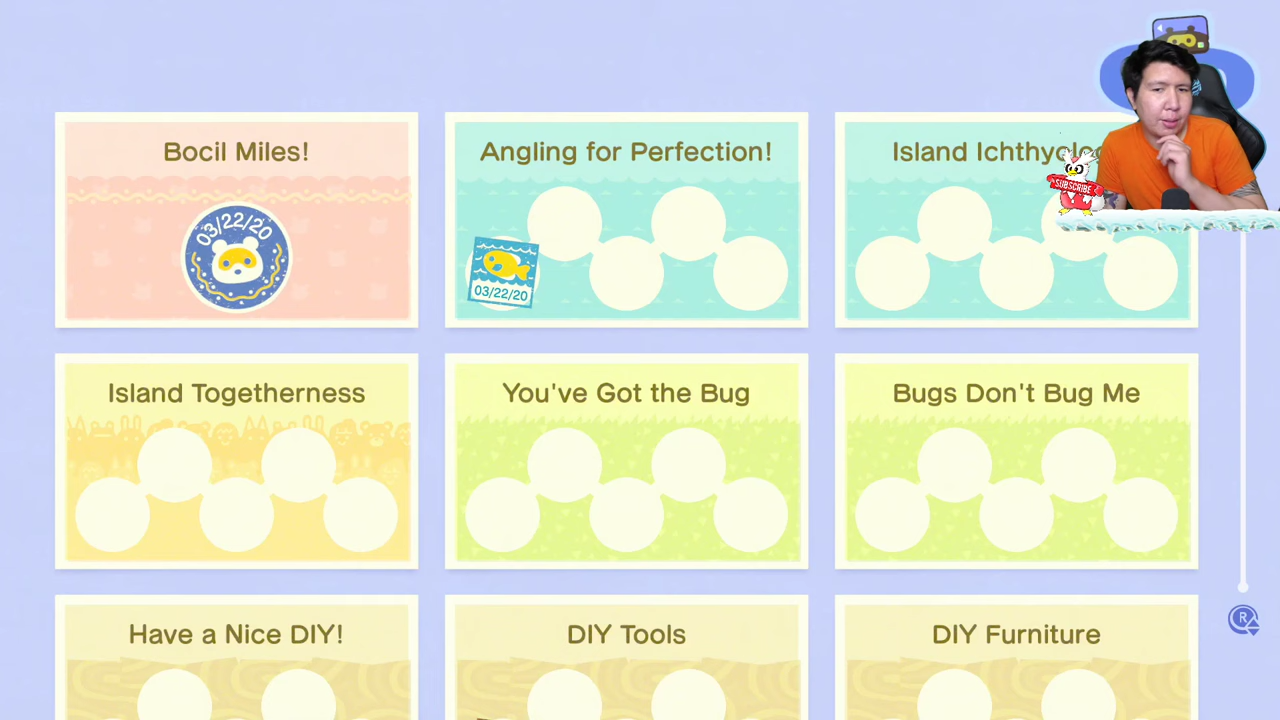 Bocil Miles!
03/22/20
Angling for Perfection!
03/22/20
Island
SUBSCRIBE
Island Togetherness
You've Got the Bug
Bugs Don't Bug Me
R
Have a Nice DIY!
DIY Tools
DIY Furniture